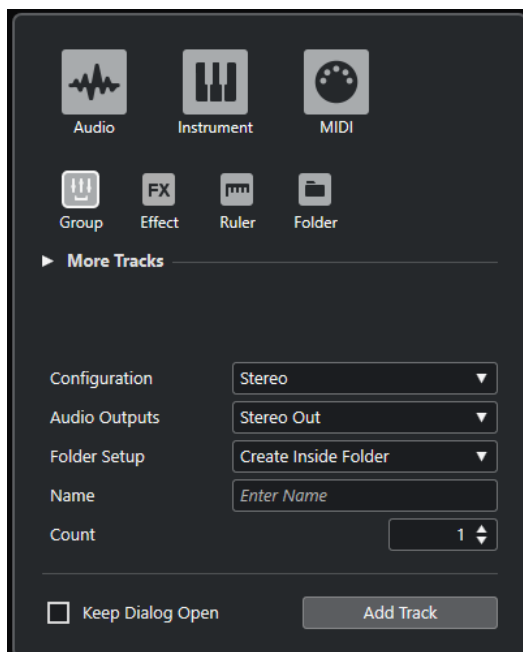 Audio Instrument MIDI
FX
Group Effect Ruler Folder
More Tracks
Configuration Stereo
Audio Outputs Stereo Out
Folder Setup Create Inside Folder
Name Enter Name
Count 1
Keep Dialog Open Add Track